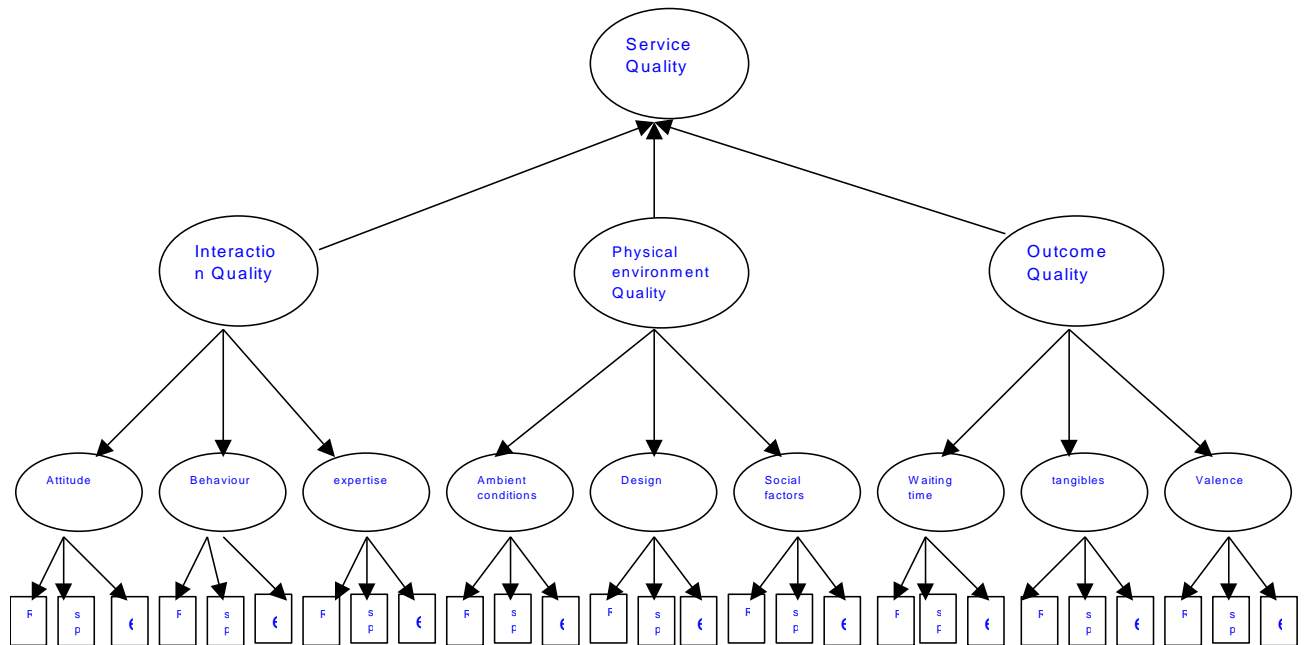 Service
Quality
Interactio
n Quality
Physical
environment
Quality
Outcome
Quality
Attitude
Behaviour
expertise
Ambient
conditions
Design
Social
factors
Waiting
time
tangibles
Valence
s
p
s
p
s
p
s
p
s
p
s
p
s
p
s
p
s
p